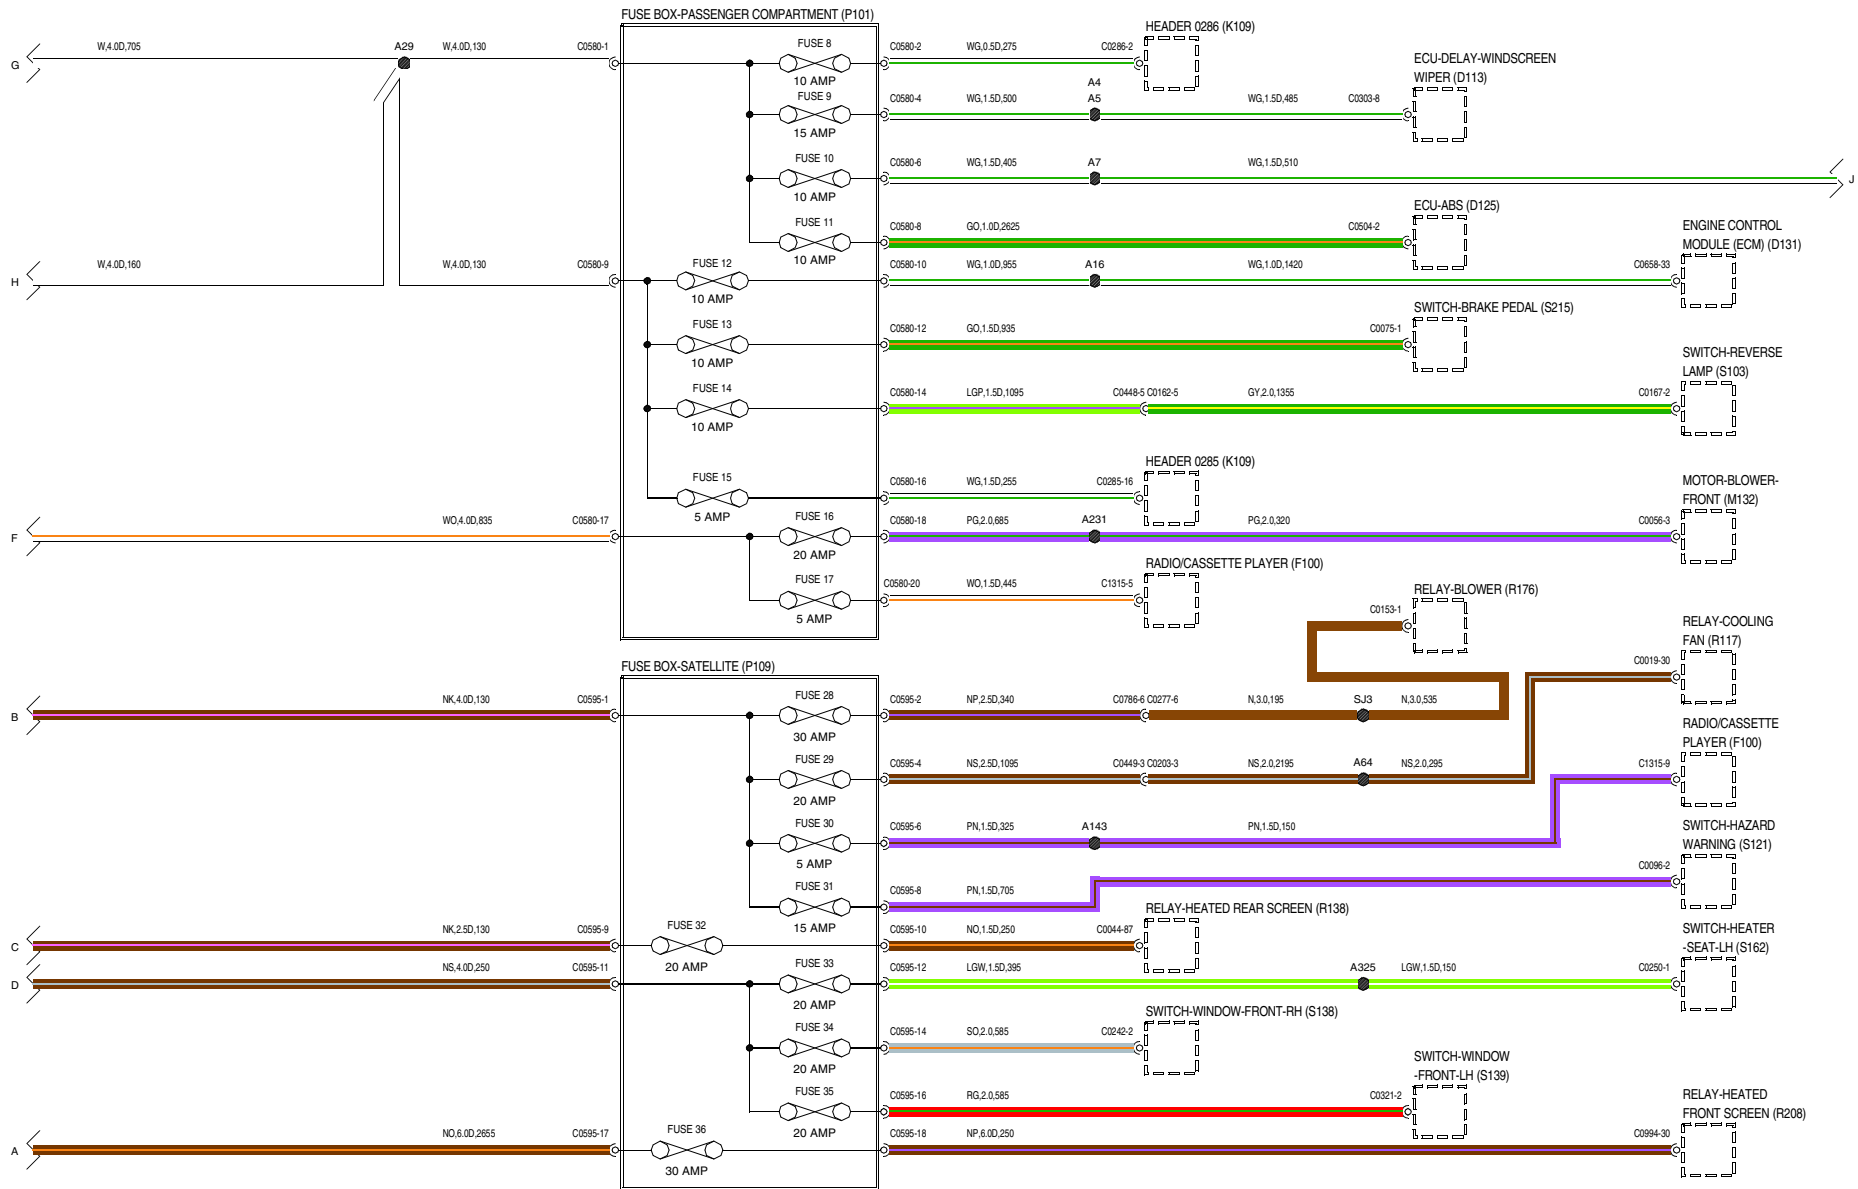 FUSE BOX-PASSENGER COMPARTMENT (P101)
G
W,4.0D,705
A29
W,4.0D,130
C0580-1
FUSE 8
10 AMP
C0580-2
WG,0.5D,275
C0286-2
HEADER 0286 (K109)
FUSE 9
15 AMP
C0580-4
WG,1.5D,500
A4
A5
WG,1.5D,485
C0303-8
ECU-DELAY-WINDSCREEN
WIPER (D113)
FUSE 10
10 AMP
C0580-6
WG,1.5D,405
A7
WG,1.5D,510
J
FUSE 11
10 AMP
C0580-8
GO,1.0D,2625
C0504-2
ECU-ABS (D125)
H
W,4.0D,160
W,4.0D,130
C0580-9
FUSE 12
10 AMP
C0580-10
WG,1.0D,955
A16
WG,1.0D,1420
C0658-33
ENGINE CONTROL
MODULE (ECM) (D131)
FUSE 13
10 AMP
C0580-12
GO,1.5D,935
C0075-1
SWITCH-BRAKE PEDAL (S215)
FUSE 14
10 AMP
C0580-14
LGP,1.5D,1095
C0448-5 C0162-5
GY,2.0,1355
C0167-2
SWITCH-REVERSE
LAMP (S103)
FUSE 15
5 AMP
C0580-16
WG,1.5D,255
C0285-16
HEADER 0285 (K109)
F
WO,4.0D,835
C0580-17
FUSE 16
20 AMP
C0580-18
PG,2.0,685
A231
PG,2.0,320
C0056-3
MOTOR-BLOWER-
FRONT (M132)
FUSE 17
5 AMP
C0580-20
WO,1.5D,445
C1315-5
RADIO/CASSETTE PLAYER (F100)
C0153-1
RELAY-BLOWER (R176)
FUSE BOX-SATELLITE (P109)
B
NK,4.0D,130
C0595-1
FUSE 28
30 AMP
C0595-2
NP,2.5D,340
C0786-6 C0277-6
N,3.0,195
SJ3
N,3.0,535
C0019-30
RELAY-COOLING
FAN (R117)
FUSE 29
20 AMP
C0595-4
NS,2.5D,1095
C0449-3 C0203-3
NS,2.0,2195
A64
NS,2.0,295
C1315-9
RADIO/CASSETTE
PLAYER (F100)
FUSE 30
5 AMP
C0595-6
PN,1.5D,325
A143
PN,1.5D,150
FUSE 31
15 AMP
C0595-8
PN,1.5D,705
C0096-2
SWITCH-HAZARD
WARNING (S121)
C
NK,2.5D,130
C0595-9
FUSE 32
20 AMP
C0595-10
NO,1.5D,250
C0044-87
RELAY-HEATED REAR SCREEN (R138)
D
NS,4.0D,250
C0595-11
FUSE 33
20 AMP
C0595-12
LGW,1.5D,395
A325
LGW,1.5D,150
C0250-1
SWITCH-HEATER
-SEAT-LH (S162)
FUSE 34
20 AMP
C0595-14
SO,2.0,585
C0242-2
SWITCH-WINDOW-FRONT-RH (S138)
FUSE 35
20 AMP
C0595-16
RG,2.0,585
C0321-2
SWITCH-WINDOW
-FRONT-LH (S139)
A
NO,6.0D,2655
C0595-17
FUSE 36
30 AMP
C0595-18
NP,6.0D,250
C0994-30
RELAY-HEATED
FRONT SCREEN (R208)